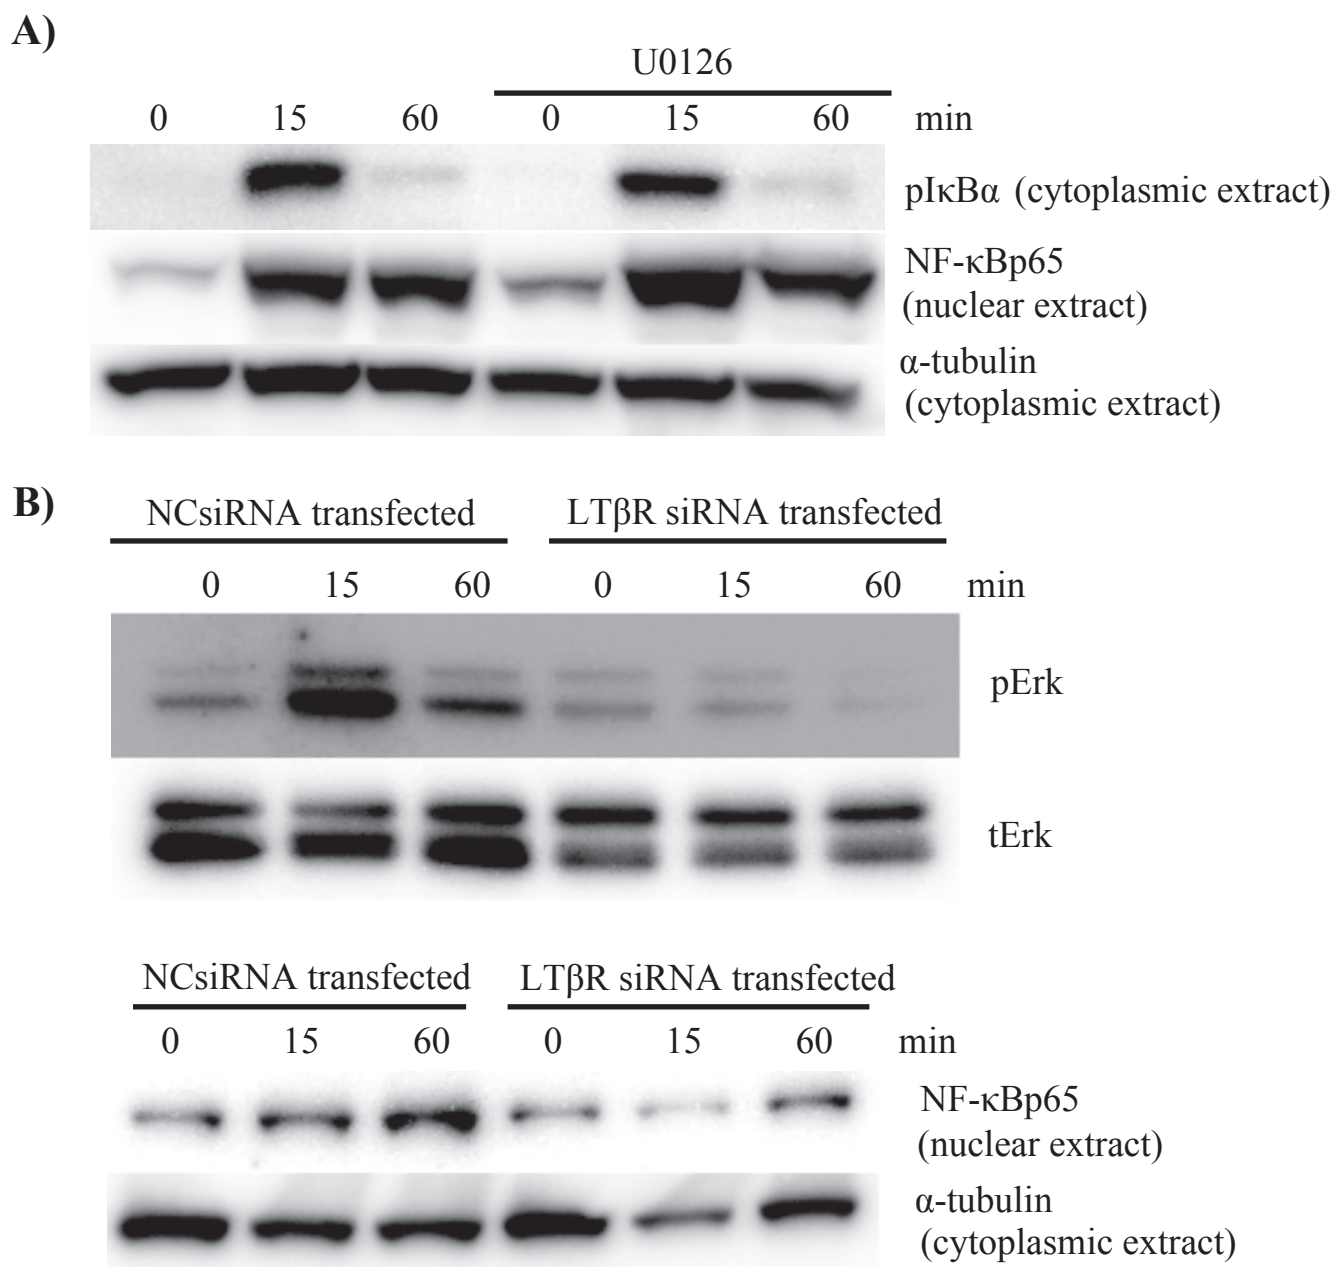 A)
U0126
0 15 60 0 15 60 min
pIκBα (cytoplasmic extract)
NF-κBp65
(nuclear extract)
α-tubulin
(cytoplasmic extract)
B)
NCsiRNA transfected LTβR siRNA transfected
0 15 60 0 15 60 min
pErk
tErk
NCsiRNA transfected LTβR siRNA transfected
0 15 60 0 15 60 min
NF-κBp65
(nuclear extract)
α-tubulin
(cytoplasmic extract)